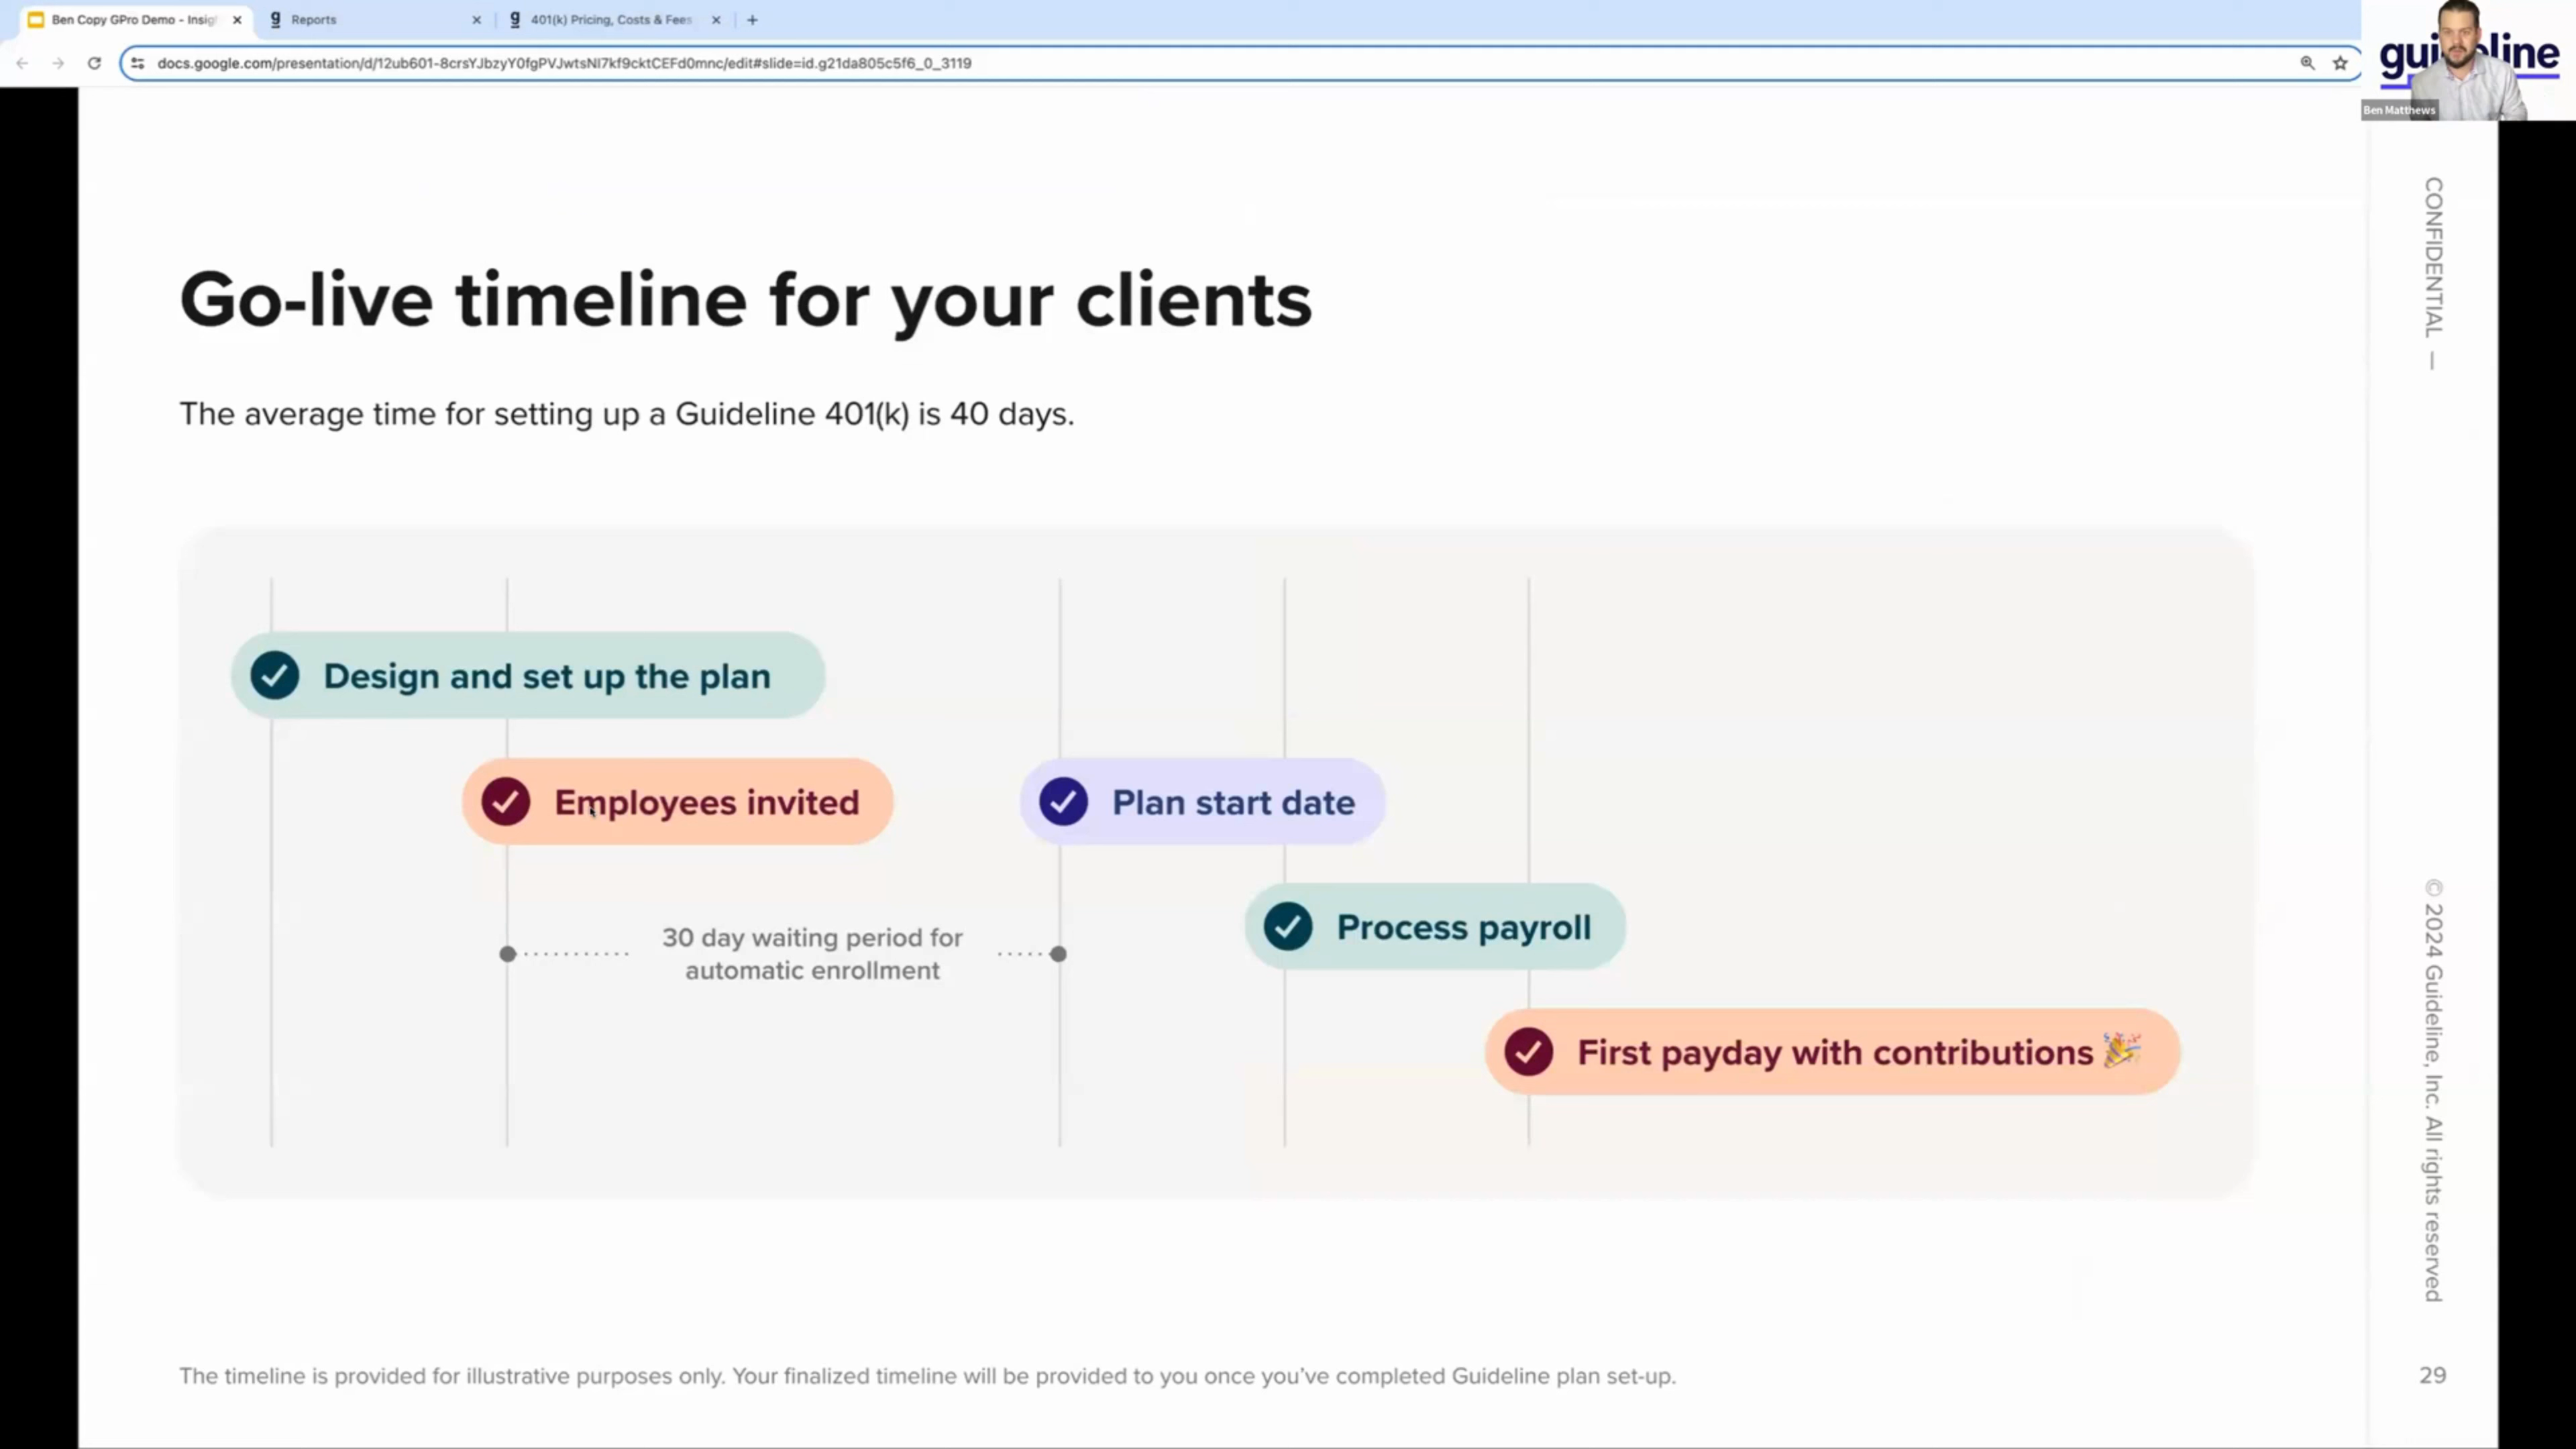 Ben Copy GPro Demo - Insig
Reports
401(k) Pricing, Costs & Fees
docs.google.com/presentation/d/12ub601-8crsYJbzyY0fgPVJwtsNI7kf9cktCEFd0mnc/edit#slide=id.g21da805c5f6_0_3119
Ben Matthews
CONFIDENTIAL —
Go-live timeline for your clients
The average time for setting up a Guideline 401(k) is 40 days.
Design and set up the plan
Employees invited
Plan start date
30 day waiting period for
automatic enrollment
Process payroll
First payday with contributions 🎉
© 2024 Guideline, Inc. All rights reserved
The timeline is provided for illustrative purposes only. Your finalized timeline will be provided to you once you’ve completed Guideline plan set-up.
29